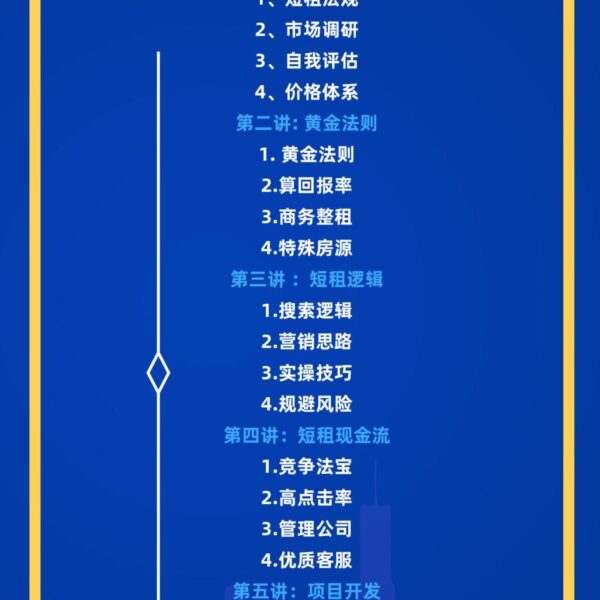 1、短租法规
2、市场调研
3、自我评估
4、价格体系
第二讲: 黄金法则
1. 黄金法则
2.算回报率
3.商务整租
4.特殊房源
第三讲 ：短租逻辑
1.搜索逻辑
2.营销思路
3.实操技巧
4.规避风险
第四讲：短租现金流
1.竞争法宝
2.高点击率
3.管理公司
4.优质客服
第五讲：项目开发